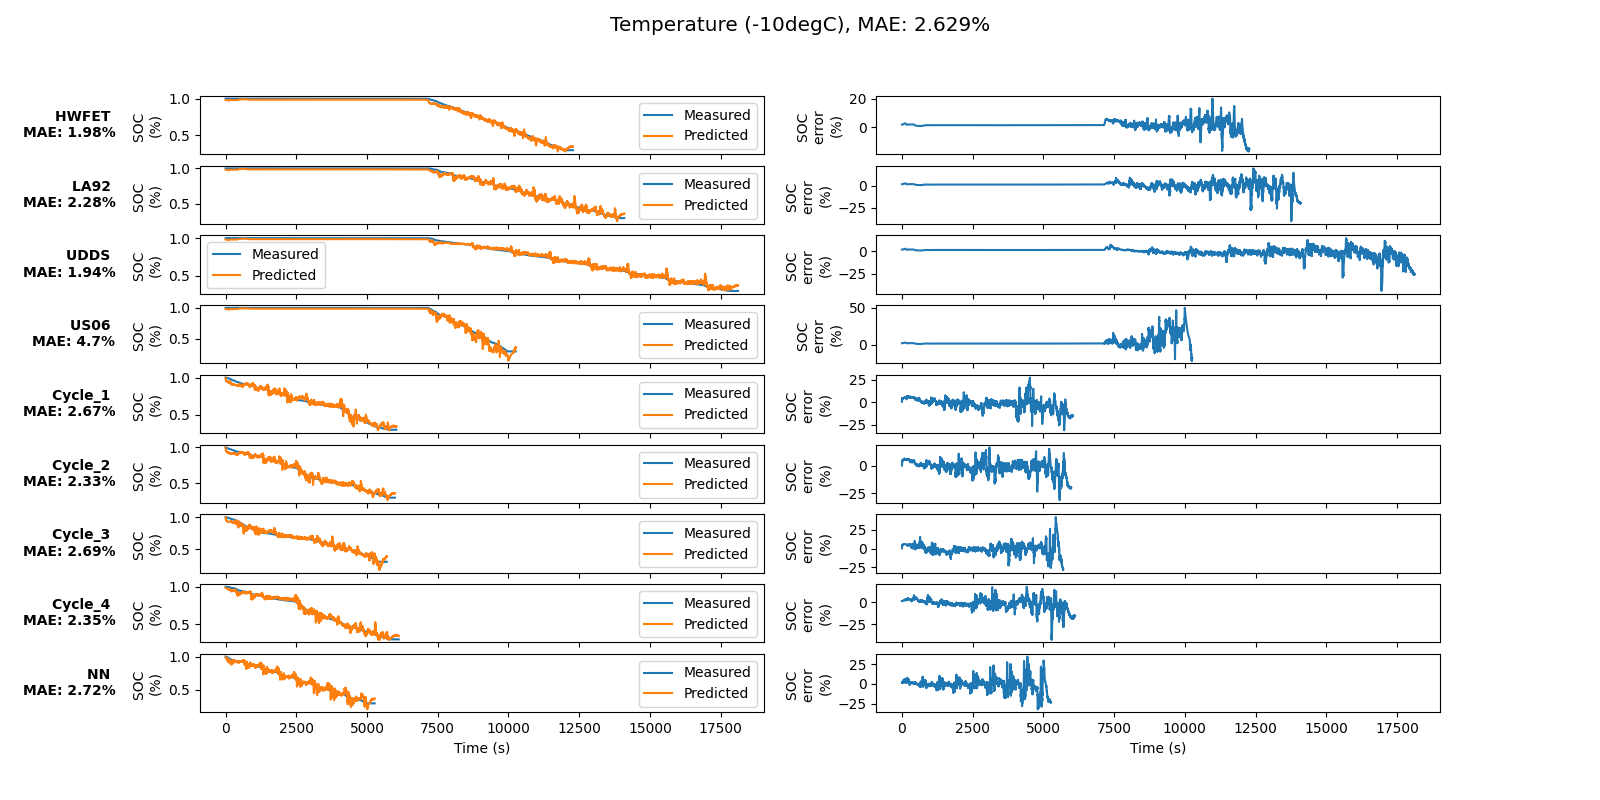 Temperature (-10degC), MAE: 2.629%
HWFET
MAE: 1.98%
SOC
(%)
1.0
0.5
Measured
Predicted
SOC
error
(%)
20
0
LA92
MAE: 2.28%
SOC
(%)
1.0
0.5
Measured
Predicted
SOC
error
(%)
0
−25
UDDS
MAE: 1.94%
SOC
(%)
1.0
0.5
Measured
Predicted
SOC
error
(%)
0
−25
US06
MAE: 4.7%
SOC
(%)
1.0
0.5
Measured
Predicted
SOC
error
(%)
50
0
Cycle_1
MAE: 2.67%
SOC
(%)
1.0
0.5
Measured
Predicted
SOC
error
(%)
25
0
−25
Cycle_2
MAE: 2.33%
SOC
(%)
1.0
0.5
Measured
Predicted
SOC
error
(%)
0
−25
Cycle_3
MAE: 2.69%
SOC
(%)
1.0
0.5
Measured
Predicted
SOC
error
(%)
25
0
−25
Cycle_4
MAE: 2.35%
SOC
(%)
1.0
0.5
Measured
Predicted
SOC
error
(%)
0
−25
NN
MAE: 2.72%
SOC
(%)
1.0
0.5
Measured
Predicted
SOC
error
(%)
25
0
−25
0 2500 5000 7500 10000 12500 15000 17500
Time (s)
0 2500 5000 7500 10000 12500 15000 17500
Time (s)